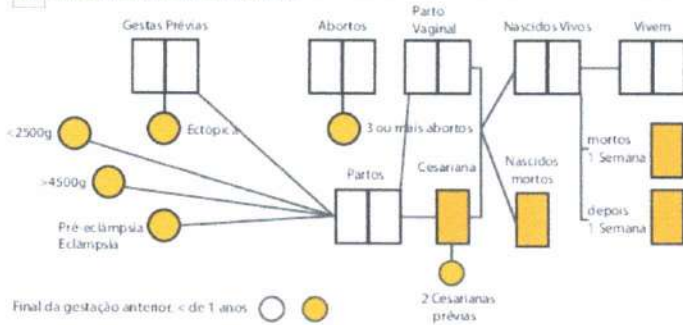 Gestas Prévias
Abortos
Parto
Vaginal
Nascidos Vivos
Vivem
<2500g
Ectópica
3 ou mais abortos
mortos
1 Semana
>4500g
Partos
Cesariana
Nascidos
mortos
Pré-eclâmpsia
Eclâmpsia
depois
1 Semana
Final da gestação anterior, < de 1 anos
2 Cesarianas
prévias